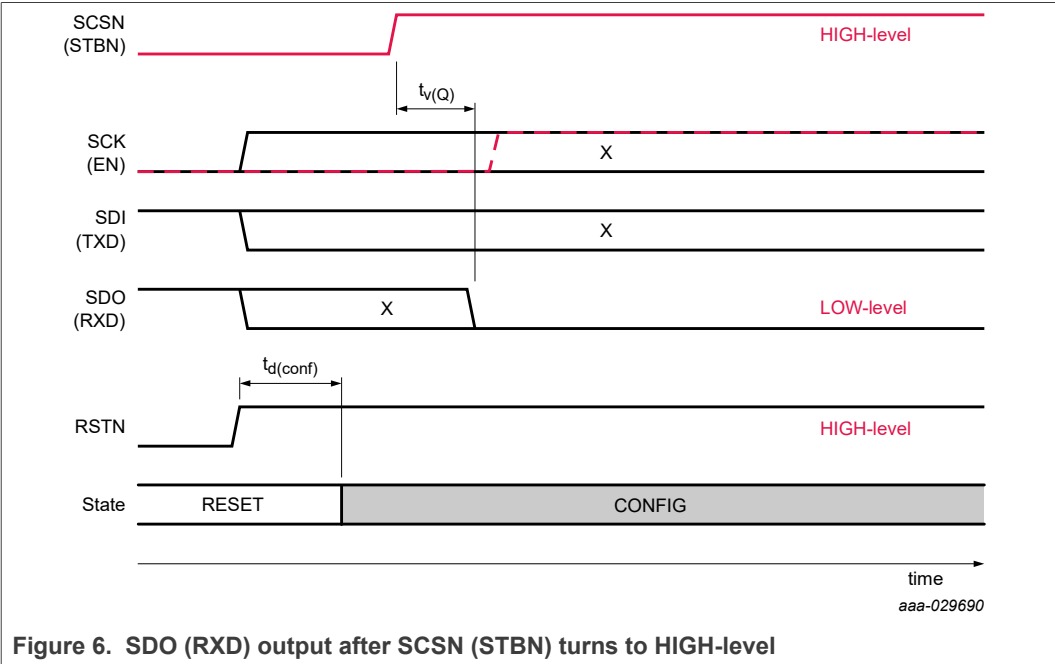 SCSN
(STBN)
HIGH-level
tv(Q)
SCK
(EN)
X
SDI
(TXD)
X
SDO
(RXD)
X
LOW-level
td(conf)
RSTN
HIGH-level
State
RESET
CONFIG
time
aaa-029690
Figure 6. SDO (RXD) output after SCSN (STBN) turns to HIGH-level